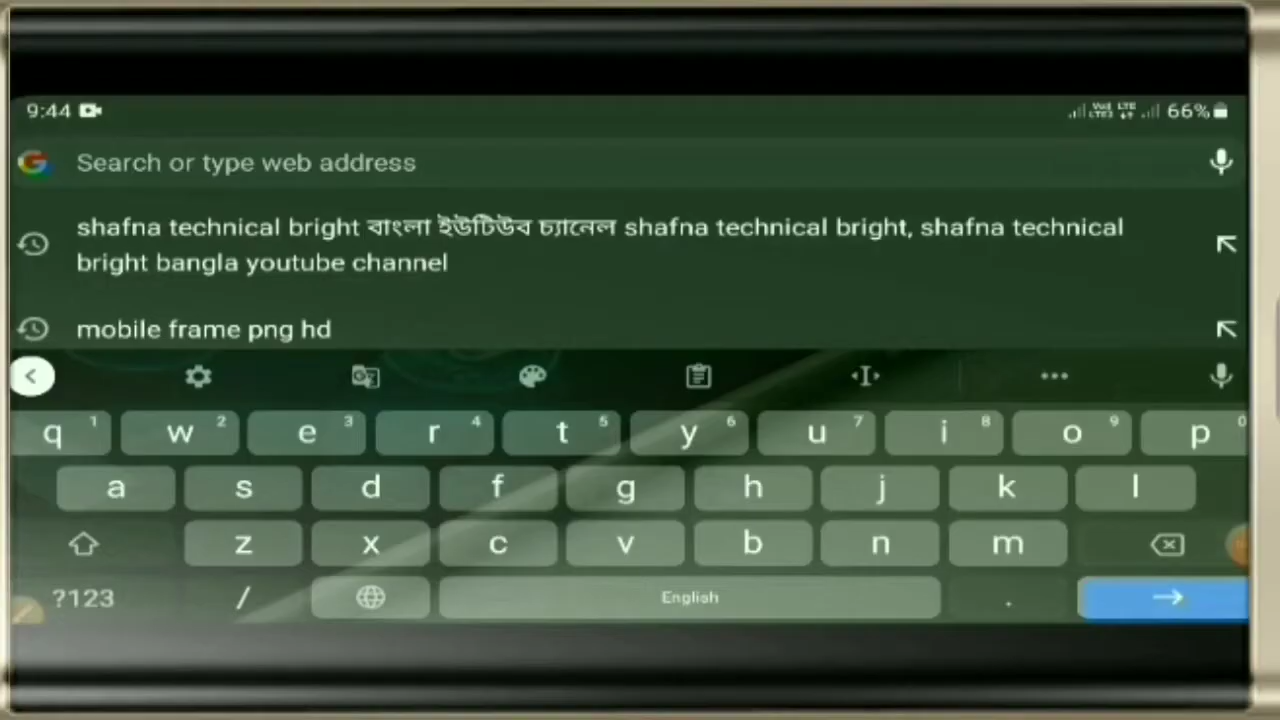 9:44 66%
Search or type web address
shafna technical bright বাংলা ইউটিউব চ্যানেল shafna technical bright, shafna technical
bright bangla youtube channel
mobile frame png hd
q 1 w 2 e 3 r 4 t 5 y 6 u 7 i 8 o 9 p 0
a s d f g h j k l
z x c v b n m
?123 / English .